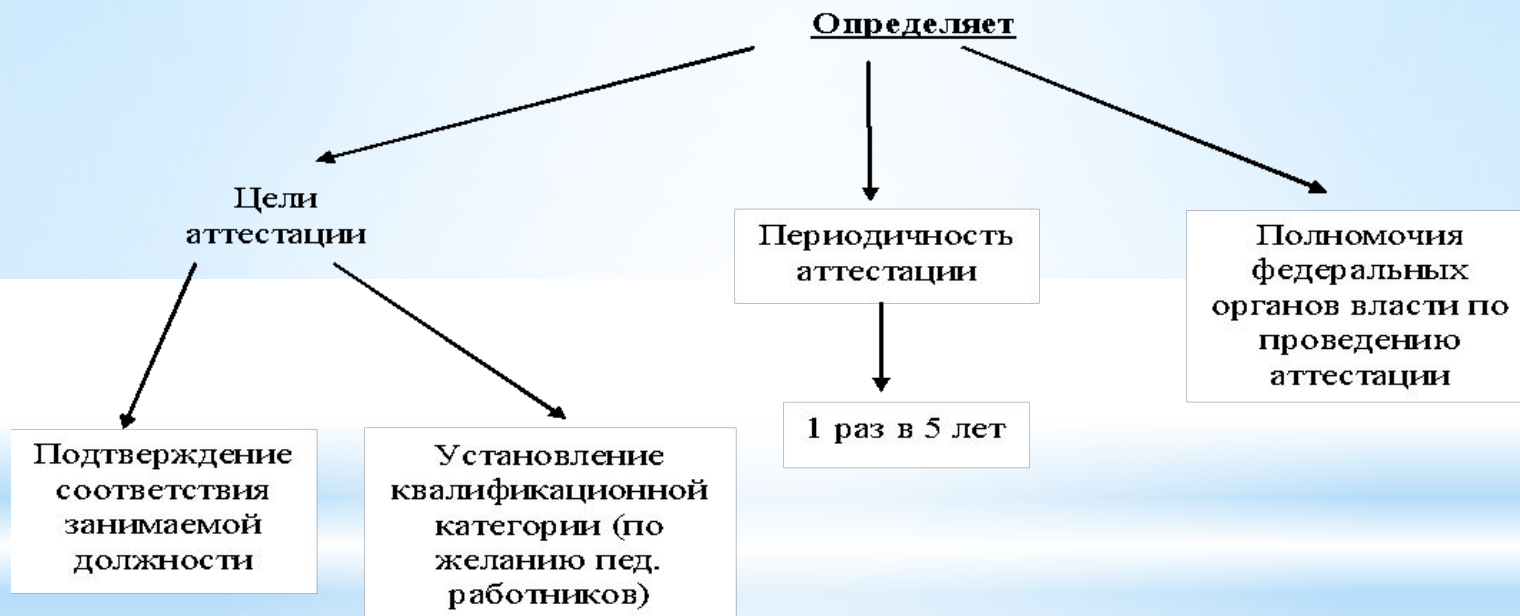 Определяет
Цели
аттестации
Периодичность
аттестации
Полномочия
федеральных
органов власти по
проведению
аттестации
1 раз в 5 лет
Подтверждение
соответствия
занимаемой
должности
Установление
квалификационной
категории (по
желанию пед.
работников)